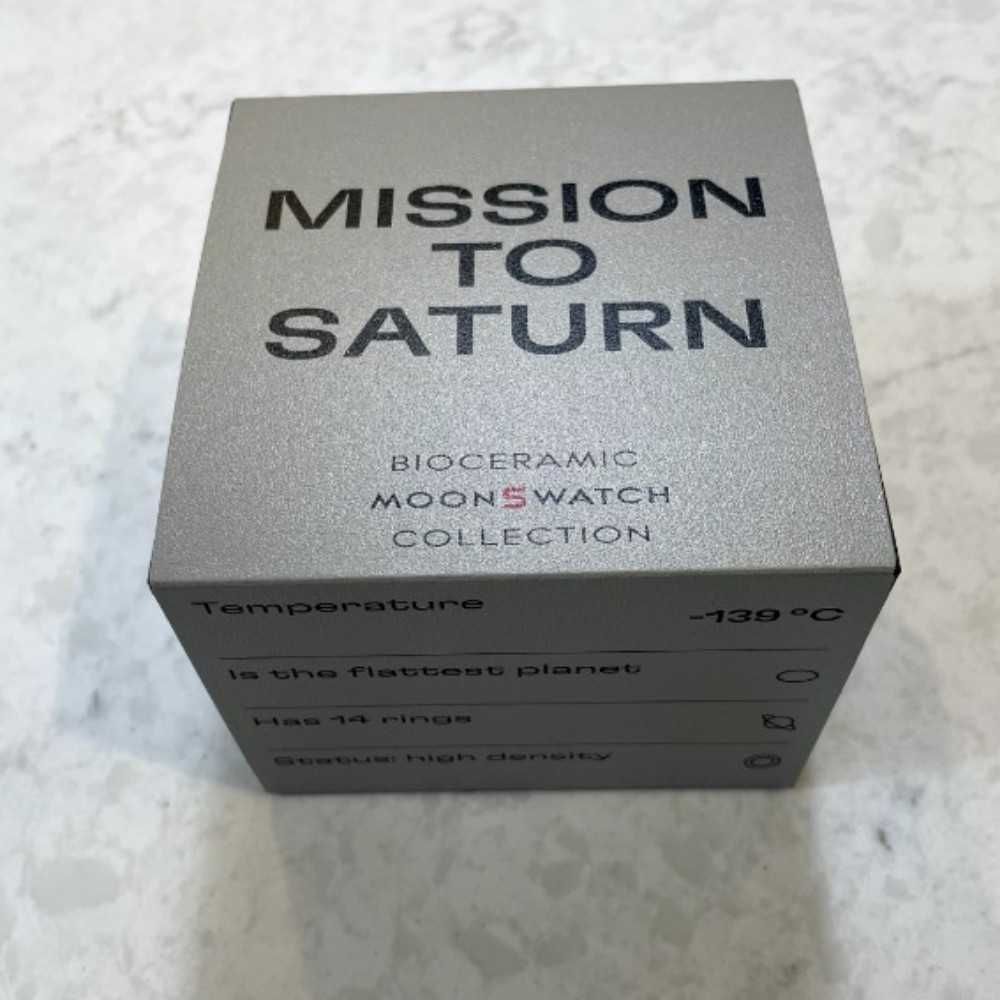 MISSION
TO
SATURN
BIOCERAMIC
MOONSWATCH
COLLECTION
Temperature -139 °C
Is the flattest planet
Has 14 rings
Status: high density